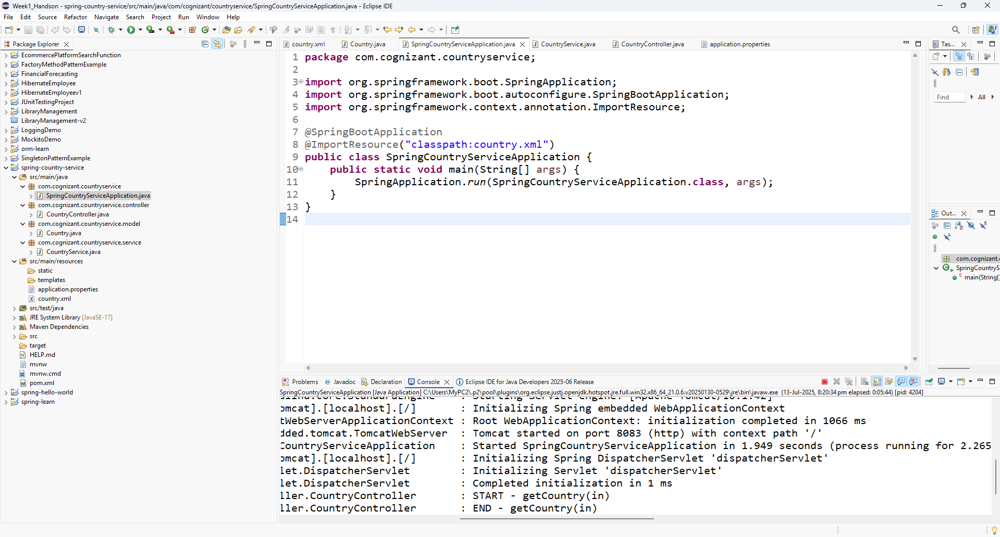 Week1_Handson - spring-country-service/src/main/java/com/cognizant/countryservice/SpringCountryServiceApplication.java - Eclipse IDE
File Edit Source Refactor Navigate Search Project Run Window Help
Package Explorer
EcommercePlatformSearchFunction
FactoryMethodPatternExample
FinancialForecasting
HibernateEmployee
HibernateEmployeev1
JUnitTestingProject
LibraryManagement
LibraryManagement-v2
LoggingDemo
MockitoDemo
orm-learn
SingletonPatternExample
spring-country-service
src/main/java
com.cognizant.countryservice
SpringCountryServiceApplication.java
com.cognizant.countryservice.controller
CountryController.java
com.cognizant.countryservice.model
Country.java
com.cognizant.countryservice.service
CountryService.java
src/main/resources
static
templates
application.properties
country.xml
src/test/java
JRE System Library [JavaSE-17]
Maven Dependencies
src
target
HELP.md
mvnw
mvnw.cmd
pom.xml
spring-hello-world
spring-learn
country.xml Country.java SpringCountryServiceApplication.java CountryService.java CountryController.java application.properties
1 package com.cognizant.countryservice;
2
3 import org.springframework.boot.SpringApplication;
4 import org.springframework.boot.autoconfigure.SpringBootApplication;
5 import org.springframework.context.annotation.ImportResource;
6
7 @SpringBootApplication
8 @ImportResource("classpath:country.xml")
9 public class SpringCountryServiceApplication {
10 public static void main(String[] args) {
11 SpringApplication.run(SpringCountryServiceApplication.class, args);
12 }
13 }
14
Tas...
Find All
Out...
com.cognizant.
SpringCountryS
main(String[]
Problems @ Javadoc Declaration Console Eclipse IDE for Java Developers 2025-06 Release
SpringCountryServiceApplication [Java Application] C:\Users\MyPC2\.p2\pool\plugins\org.eclipse.justj.openjdk.hotspot.jre.full.win32.x86_64_21.0.6.v20250130-0529\jre\bin\javaw.exe (13-Jul-2025, 8:20:34 pm elapsed: 0:05:44) [pid: 4204]
alina.core.StandardEngine : Starting Servlet engine: [Apache Tomcat/10.1.42]
omcat].[localhost].[/] : Initializing Spring embedded WebApplicationContext
tWebServerApplicationContext : Root WebApplicationContext: initialization completed in 1066 ms
dded.tomcat.TomcatWebServer : Tomcat started on port 8083 (http) with context path '/'
CountryServiceApplication : Started SpringCountryServiceApplication in 1.949 seconds (process running for 2.265
omcat].[localhost].[/] : Initializing Spring DispatcherServlet 'dispatcherServlet'
let.DispatcherServlet : Initializing Servlet 'dispatcherServlet'
let.DispatcherServlet : Completed initialization in 1 ms
ller.CountryController : START - getCountry(in)
ller.CountryController : END - getCountry(in)